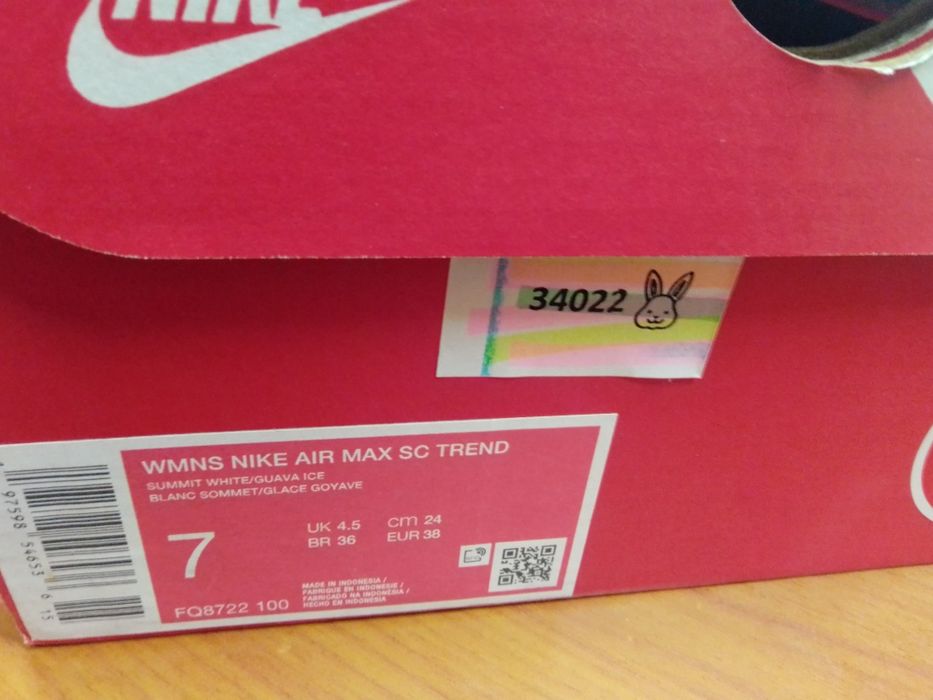 NIKE
34022
WMNS NIKE AIR MAX SC TREND
SUMMIT WHITE/GUAVA ICE
BLANC SOMMET/GLACE GOYAVE
7
UK 4.5 cm 24
BR 36 EUR 38
FQ8722 100
MADE IN INDONESIA /
FABRIQUE EN INDONESIE /
FABRICADO NA INDONÉSIA /
HECHO EN INDONESIA